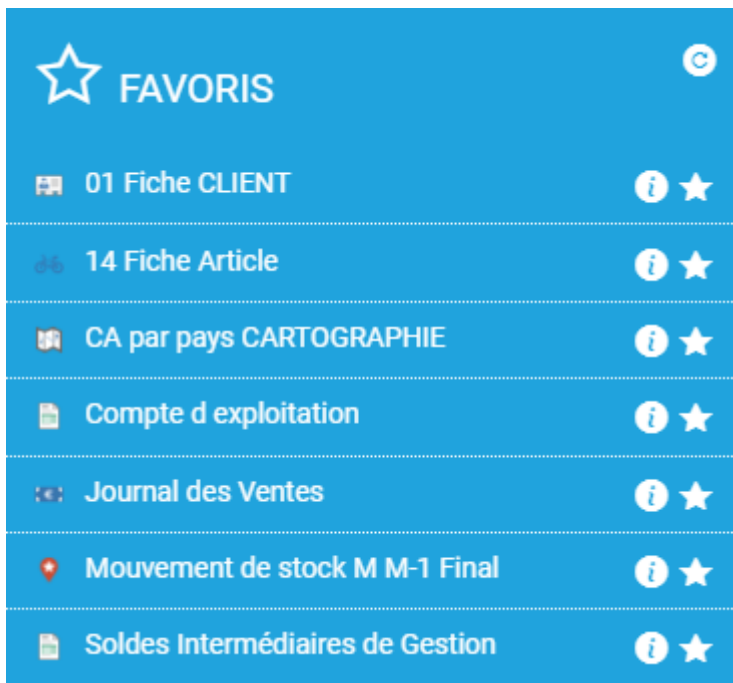 FAVORIS
01 Fiche CLIENT
14 Fiche Article
CA par pays CARTOGRAPHIE
Compte d exploitation
Journal des Ventes
Mouvement de stock M M-1 Final
Soldes Intermédiaires de Gestion